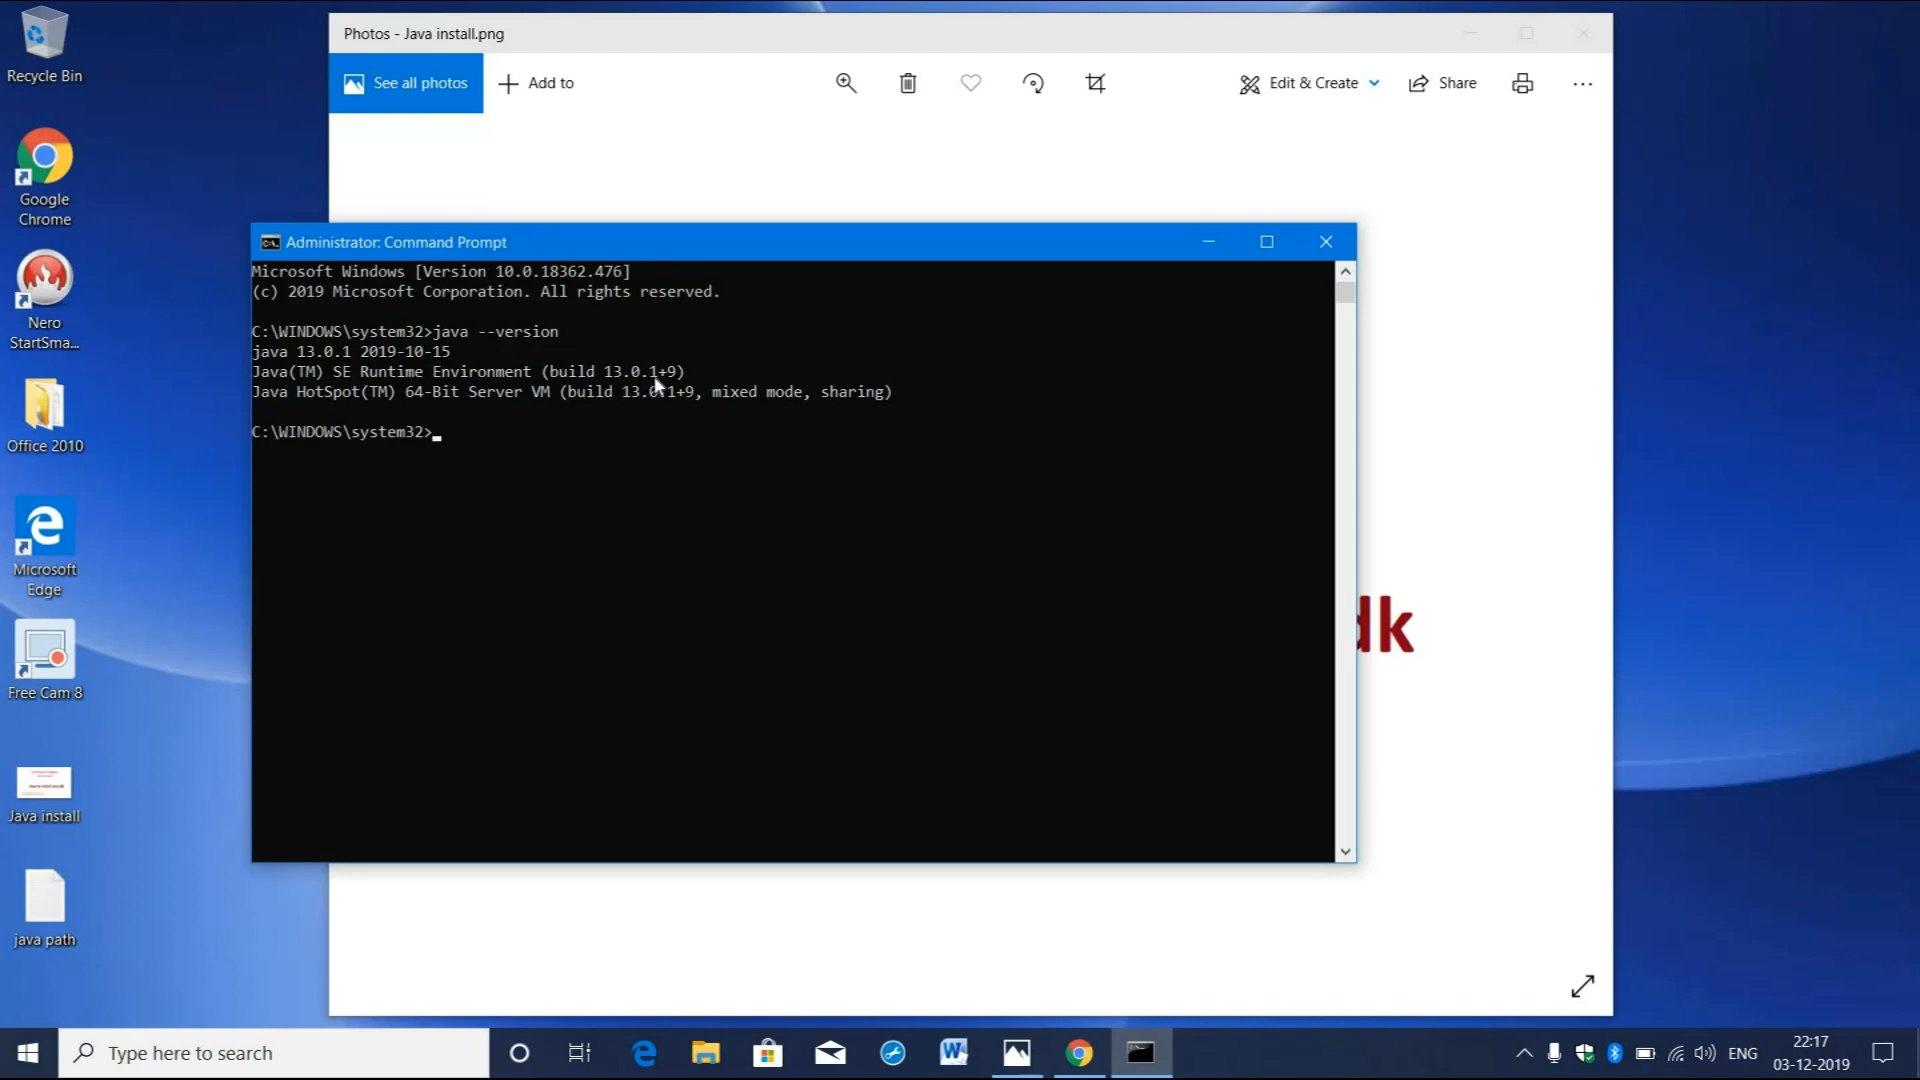 Recycle Bin
Google
Chrome
Nero
StartSma...
Office 2010
Microsoft
Edge
Free Cam 8
Java install
java path
Photos - Java install.png
See all photos
Add to
Edit & Create
Share
Administrator: Command Prompt
Microsoft Windows [Version 10.0.18362.476]
(c) 2019 Microsoft Corporation. All rights reserved.
C:\WINDOWS\system32>java --version
java 13.0.1 2019-10-15
Java(TM) SE Runtime Environment (build 13.0.1+9)
Java HotSpot(TM) 64-Bit Server VM (build 13.0.1+9, mixed mode, sharing)
C:\WINDOWS\system32>
dk
Type here to search
ENG
22:17
03-12-2019